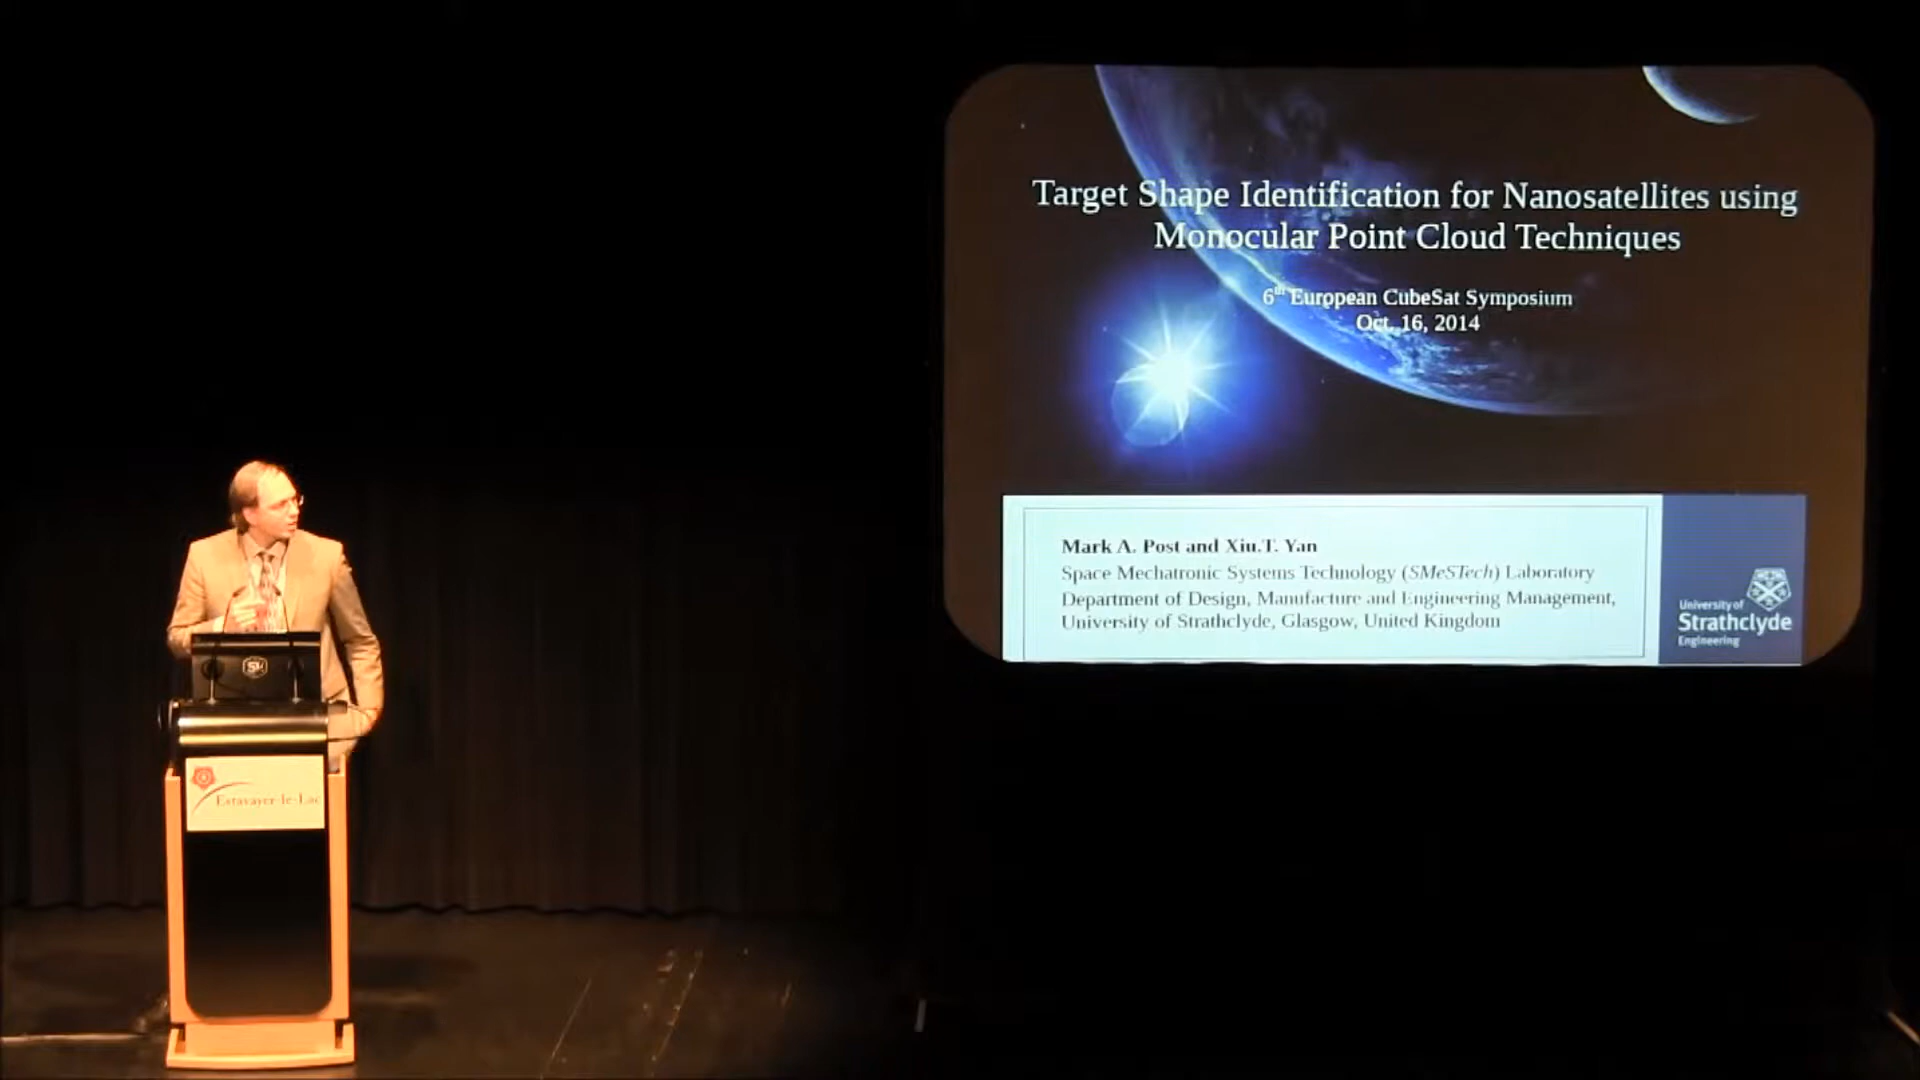 Target Shape Identification for Nanosatellites using
Monocular Point Cloud Techniques
6th European CubeSat Symposium
Oct. 16, 2014
Mark A. Post and Xiu.T. Yan
Space Mechatronic Systems Technology (SMeSTech) Laboratory
Department of Design, Manufacture and Engineering Management,
University of Strathclyde, Glasgow, United Kingdom
University of
Strathclyde
Engineering
Estavayer-le-Lac